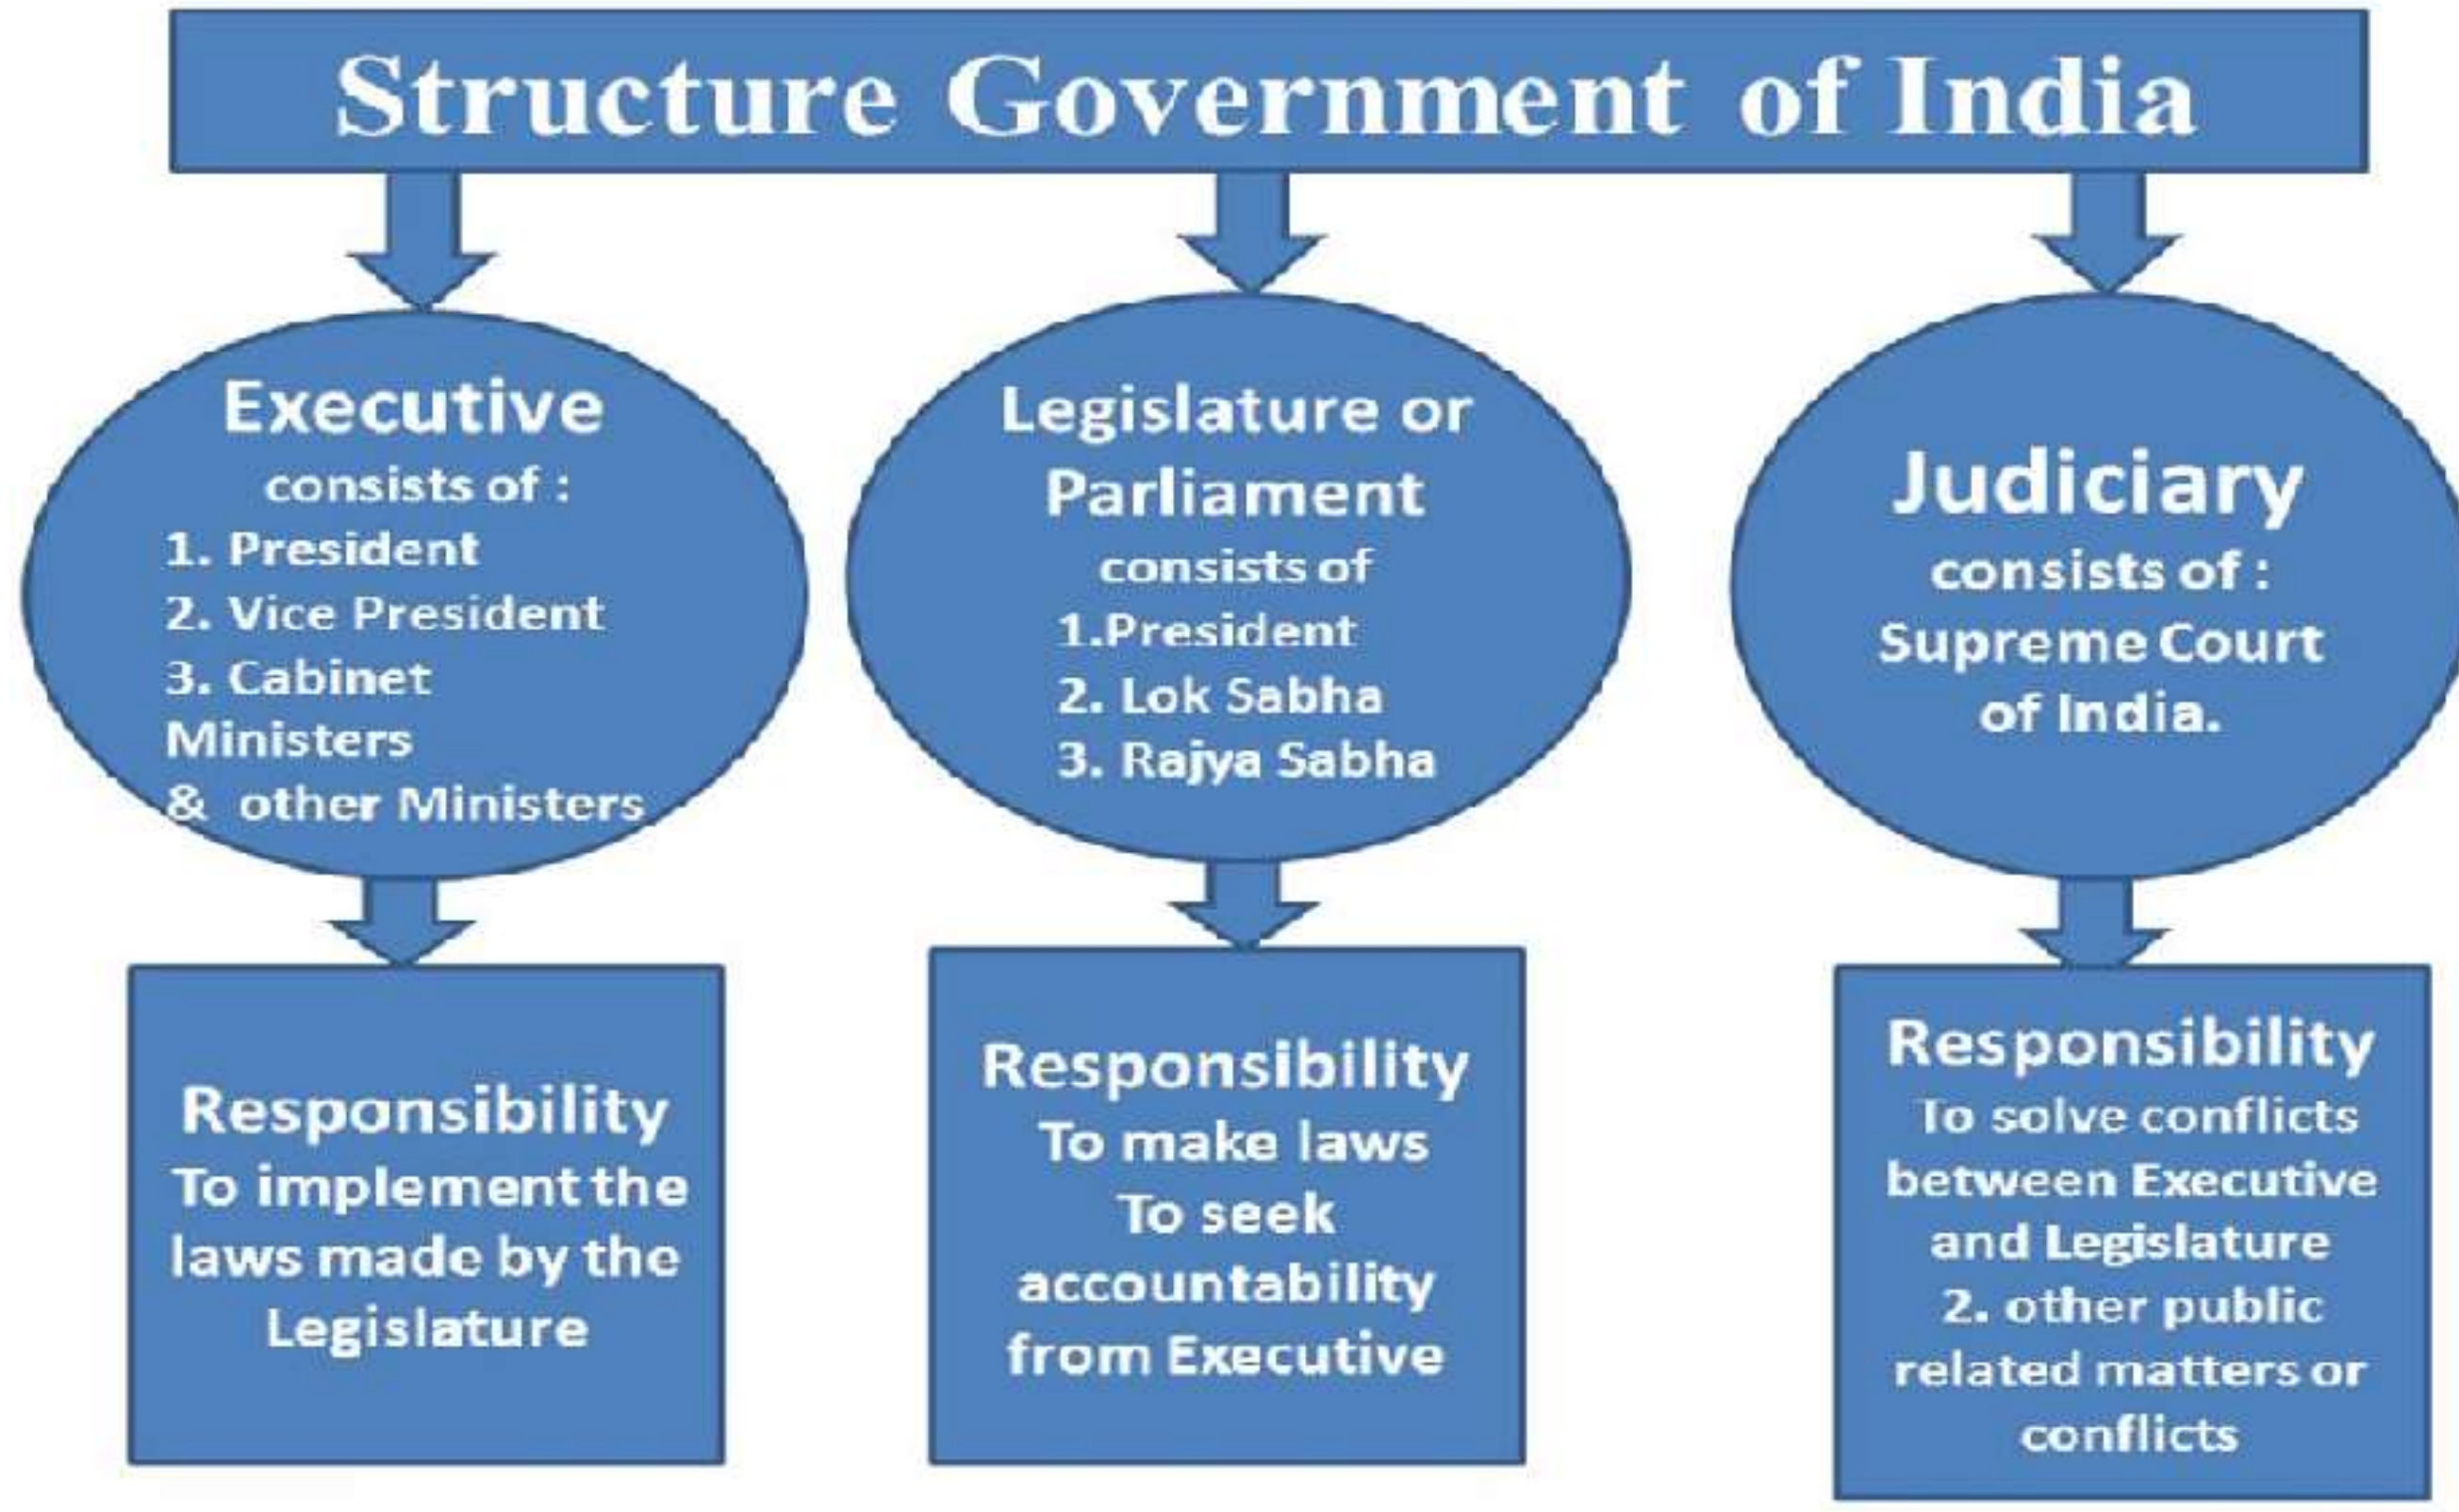 Structure Government of India
Executive
consists of :
1. President
2. Vice President
3. Cabinet
Ministers
& other Ministers
Legislature or
Parliament
consists of
1.President
2. Lok Sabha
3. Rajya Sabha
Judiciary
consists of :
Supreme Court
of India.
Responsibility
To implement the
laws made by the
Legislature
Responsibility
To make laws
To seek
accountability
from Executive
Responsibility
To solve conflicts
between Executive
and Legislature
2. other public
related matters or
conflicts